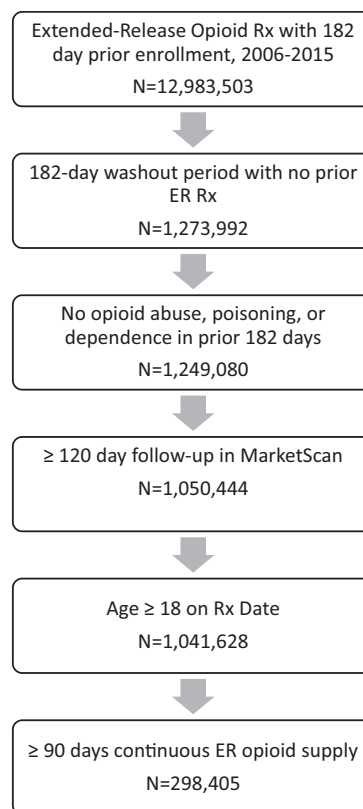 Extended-Release Opioid Rx with 182
day prior enrollment, 2006-2015
N=12,983,503
182-day washout period with no prior
ER Rx
N=1,273,992
No opioid abuse, poisoning, or
dependence in prior 182 days
N=1,249,080
≥ 120 day follow-up in MarketScan
N=1,050,444
Age ≥ 18 on Rx Date
N=1,041,628
≥ 90 days continuous ER opioid supply
N=298,405